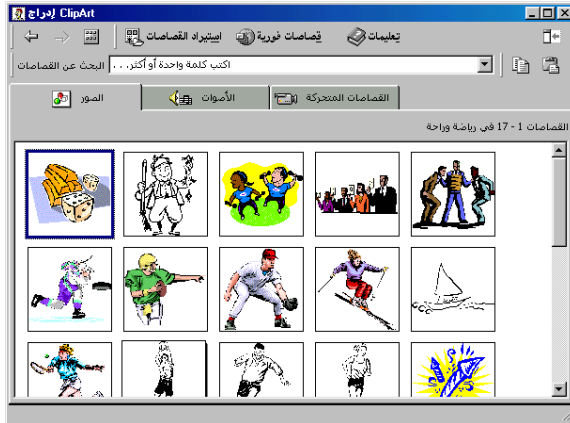 إدراج ClipArt
استيراد القصاصات قصاصات فورية تعليمات
البحث عن القصاصات اكتب كلمة واحدة أو أكثر. . .
الصور الأصوات القصاصات المتحركة
القصاصات 1 - 17 في رياضة وراحة